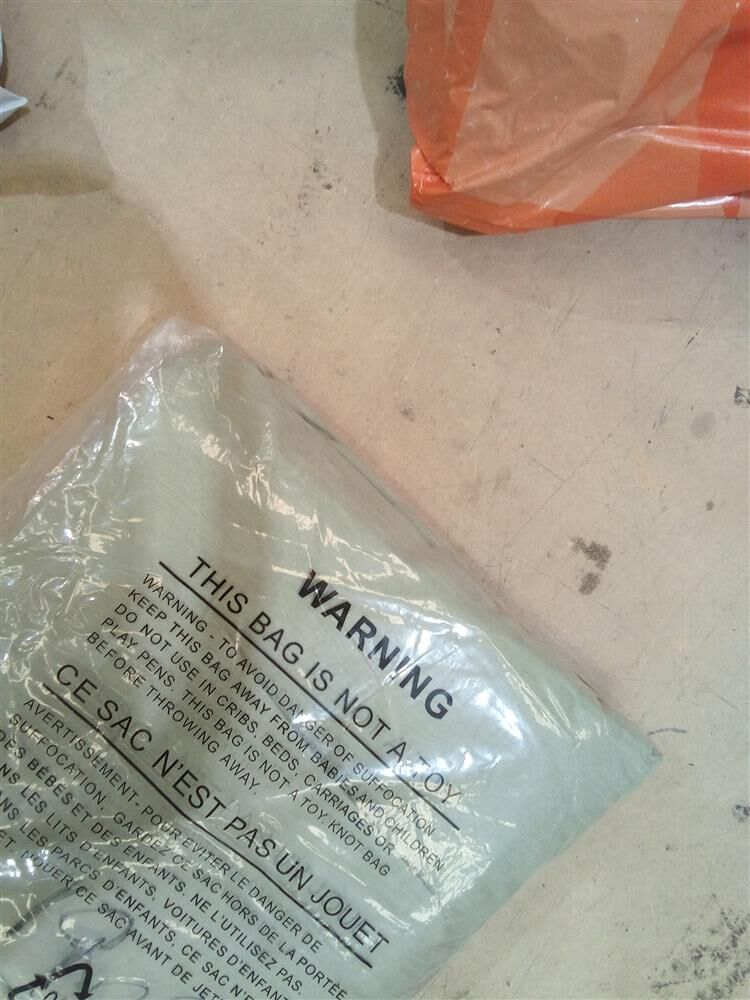 WARNING
THIS BAG IS NOT A TOY
WARNING - TO AVOID DANGER OF SUFFOCATION
KEEP THIS BAG AWAY FROM BABIES AND CHILDREN
DO NOT USE IN CRIBS, BEDS, CARRIAGES OR
PLAY PENS. THIS BAG IS NOT A TOY. KNOT BAG
BEFORE THROWING AWAY.
CE SAC N'EST PAS UN JOUET
AVERTISSEMENT- POUR EVITER LE DANGER DE
SUFFOCATION, GARDEZ CE SAC HORS DE LA PORTÉE
DES BÉBÉS ET DES ENFANTS. NE L'UTILISEZ PAS.
LES LITS D'ENFANTS, VOITURES D'ENFAN
LES PARCS D'ENFANTS, CE SAC N'E
NOUER CE SAC AVANT DE JET